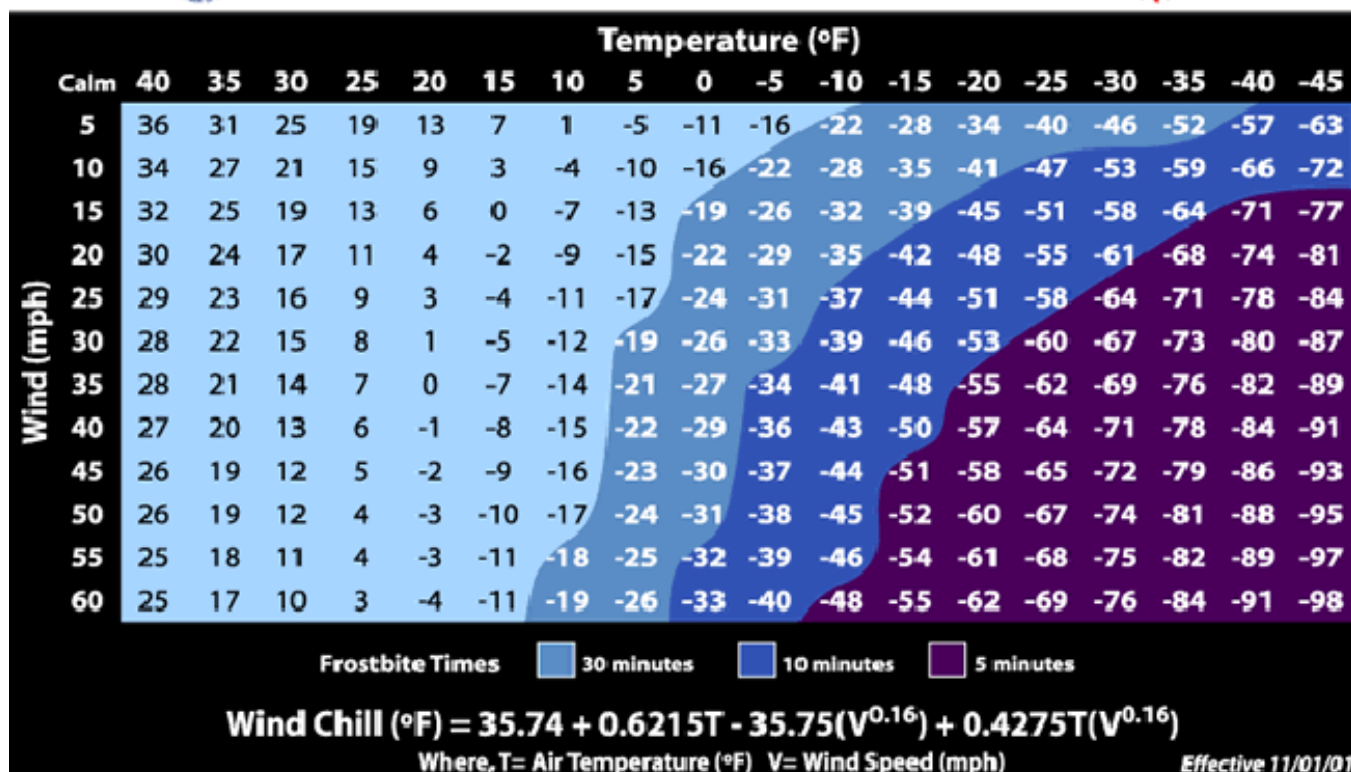 Temperature (ºF)
Calm 40 35 30 25 20 15 10 5 0 -5 -10 -15 -20 -25 -30 -35 -40 -45
5 36 31 25 19 13 7 1 -5 -11 -16 -22 -28 -34 -40 -46 -52 -57 -63
10 34 27 21 15 9 3 -4 -10 -16 -22 -28 -35 -41 -47 -53 -59 -66 -72
15 32 25 19 13 6 0 -7 -13 -19 -26 -32 -39 -45 -51 -58 -64 -71 -77
20 30 24 17 11 4 -2 -9 -15 -22 -29 -35 -42 -48 -55 -61 -68 -74 -81
25 29 23 16 9 3 -4 -11 -17 -24 -31 -37 -44 -51 -58 -64 -71 -78 -84
30 28 22 15 8 1 -5 -12 -19 -26 -33 -39 -46 -53 -60 -67 -73 -80 -87
35 28 21 14 7 0 -7 -14 -21 -27 -34 -41 -48 -55 -62 -69 -76 -82 -89
40 27 20 13 6 -1 -8 -15 -22 -29 -36 -43 -50 -57 -64 -71 -78 -84 -91
45 26 19 12 5 -2 -9 -16 -23 -30 -37 -44 -51 -58 -65 -72 -79 -86 -93
50 26 19 12 4 -3 -10 -17 -24 -31 -38 -45 -52 -60 -67 -74 -81 -88 -95
55 25 18 11 4 -3 -11 -18 -25 -32 -39 -46 -54 -61 -68 -75 -82 -89 -97
60 25 17 10 3 -4 -11 -19 -26 -33 -40 -48 -55 -62 -69 -76 -84 -91 -98
Wind (mph)
Frostbite Times 30 minutes 10 minutes 5 minutes
Wind Chill (ºF) = 35.74 + 0.6215T - 35.75(V^0.16) + 0.4275T(V^0.16)
Where, T= Air Temperature (ºF) V= Wind Speed (mph)
Effective 11/01/01